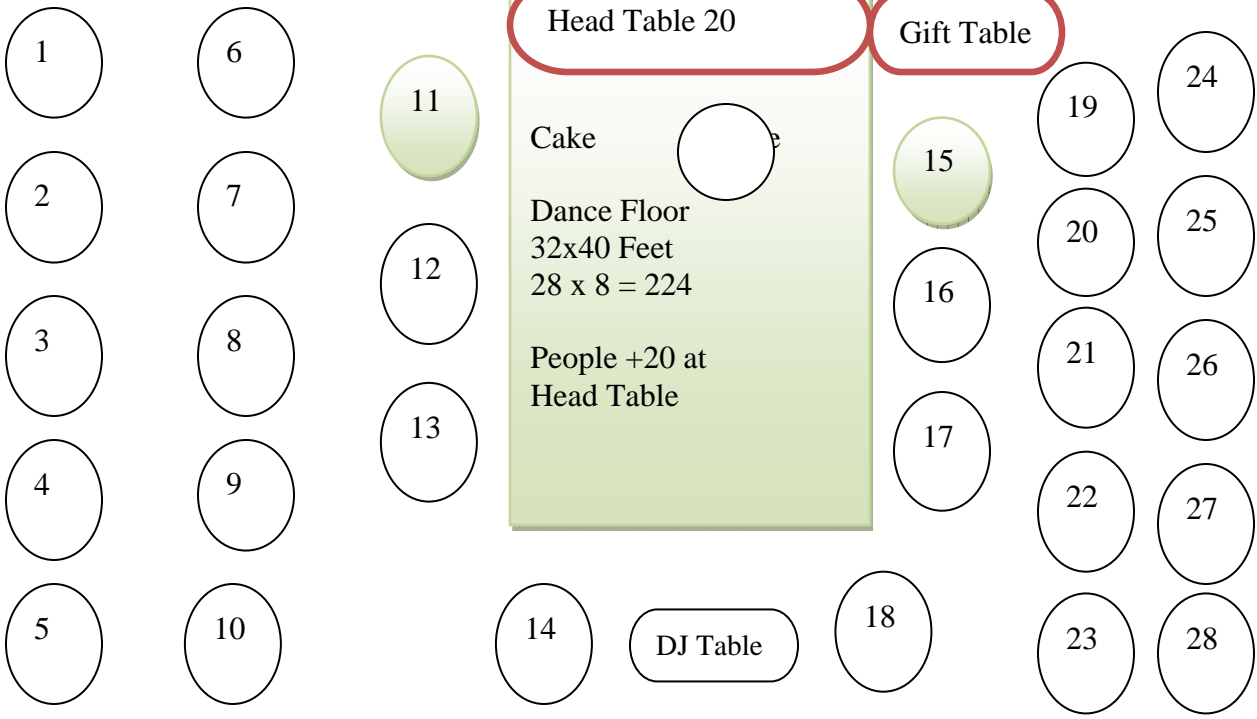 Head Table 20
Gift Table
1
6
11
Cake
e
15
19
24
2
7
Dance Floor
32x40 Feet
28 x 8 = 224
20
25
12
16
3
8
People +20 at
Head Table
21
26
13
17
4
9
22
27
5
10
14
DJ Table
18
23
28